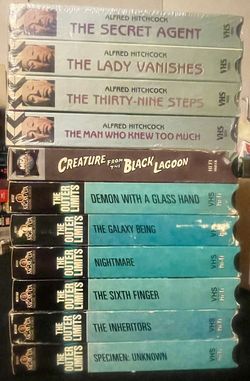 ALFRED HITCHCOCK
THE SECRET AGENT
VHS
ALFRED HITCHCOCK
THE LADY VANISHES
VHS
ALFRED HITCHCOCK
THE THIRTY-NINE STEPS
VHS
ALFRED HITCHCOCK
THE MAN WHO KNEW TOO MUCH
VHS
CREATURE FROM THE BLACK LAGOON
THE OUTER LIMITS
DEMON WITH A GLASS HAND
VHS
THE OUTER LIMITS
THE GALAXY BEING
VHS
THE OUTER LIMITS
NIGHTMARE
VHS
THE OUTER LIMITS
THE SIXTH FINGER
VHS
THE OUTER LIMITS
THE INHERITORS
VHS
THE OUTER LIMITS
SPECIMEN: UNKNOWN
VHS